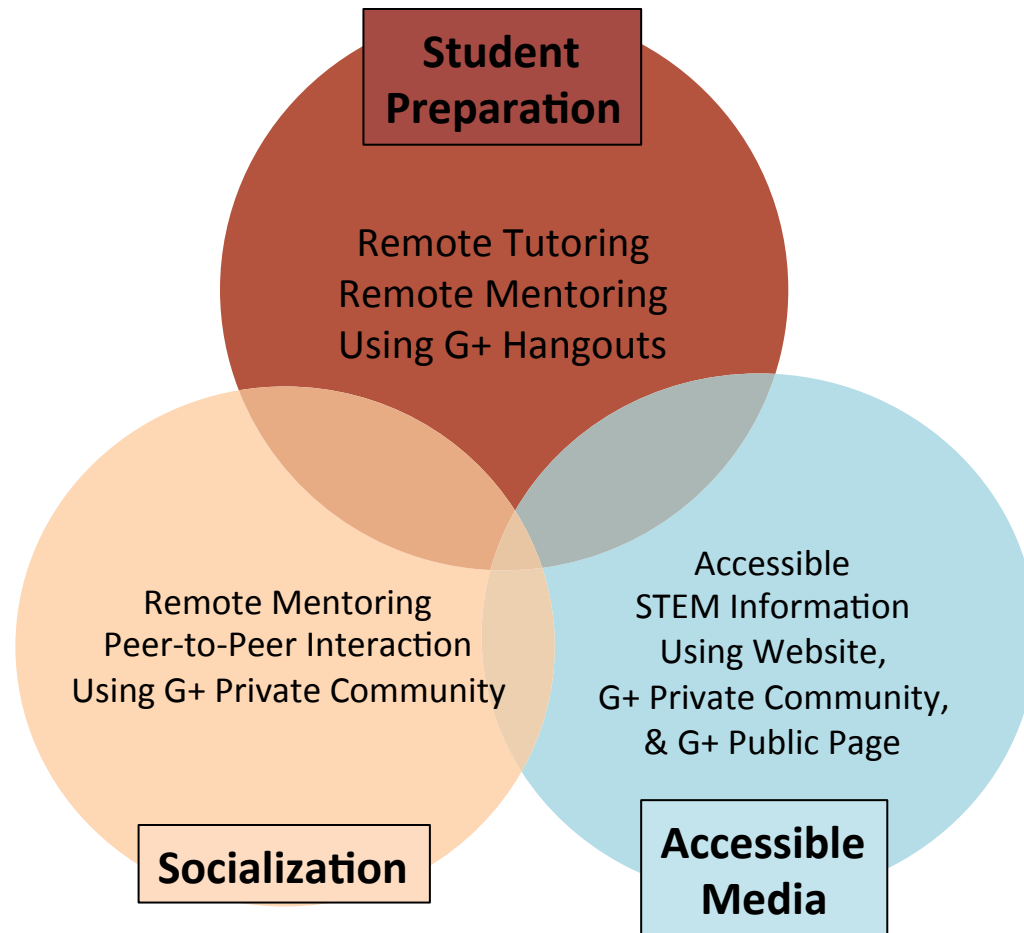 Student
Preparation
Remote Tutoring
Remote Mentoring
Using G+ Hangouts
Remote Mentoring
Peer-to-Peer Interaction
Using G+ Private Community
Socialization
Accessible
STEM Information
Using Website,
G+ Private Community,
& G+ Public Page
Accessible
Media